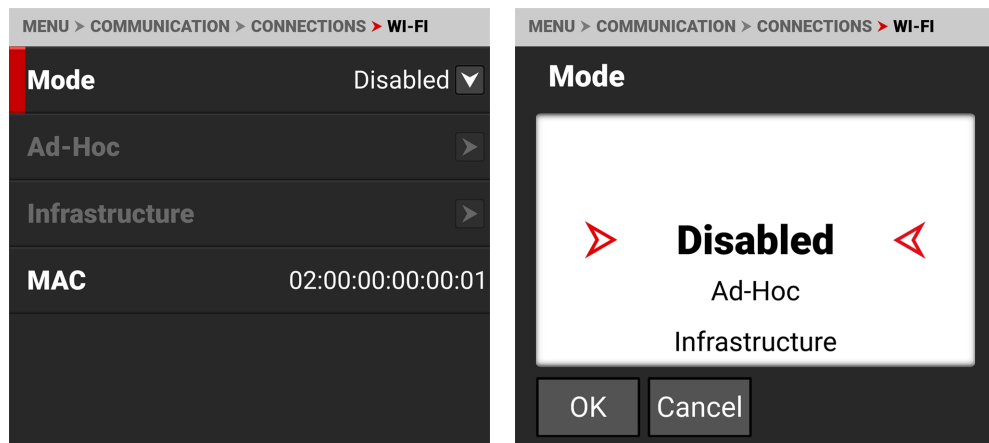 MENU > COMMUNICATION > CONNECTIONS > WI-FI
Mode Disabled
Ad-Hoc
Infrastructure
MAC 02:00:00:00:00:01
MENU > COMMUNICATION > CONNECTIONS > WI-FI
Mode
Disabled
Ad-Hoc
Infrastructure
OK Cancel